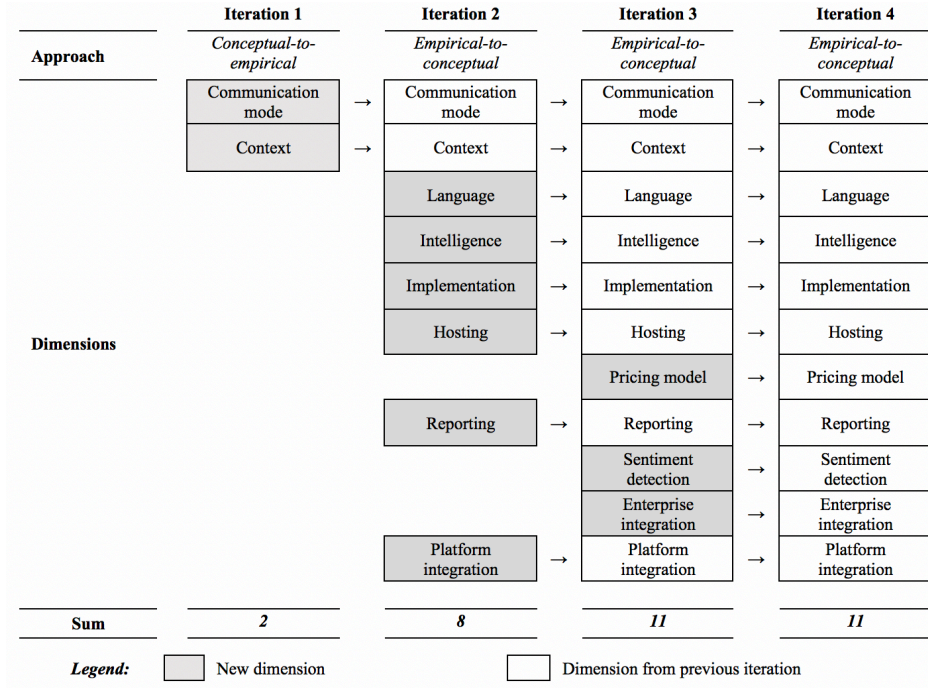 Iteration 1 Iteration 2 Iteration 3 Iteration 4
Approach
Conceptual-to-
empirical
Empirical-to-
conceptual
Empirical-to-
conceptual
Empirical-to-
conceptual
Communication
mode
→
Communication
mode
→
Communication
mode
→
Communication
mode
Context → Context → Context → Context
Language → Language → Language
Intelligence → Intelligence → Intelligence
Implementation → Implementation → Implementation
Dimensions
Hosting → Hosting → Hosting
Pricing model → Pricing model
Reporting → Reporting → Reporting
Sentiment
detection
→
Sentiment
detection
Enterprise
integration
→
Enterprise
integration
Platform
integration
→
Platform
integration
→
Platform
integration
Sum 2 8 11 11
Legend: New dimension Dimension from previous iteration